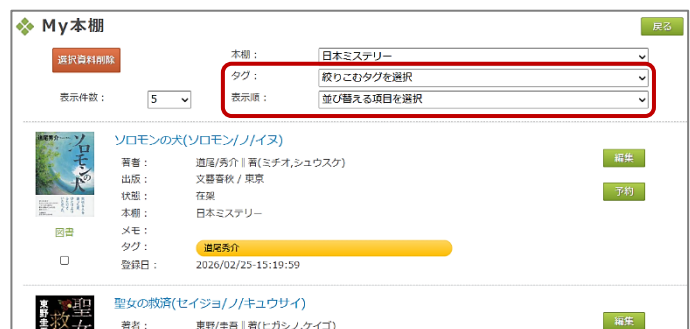 My本棚
戻る
選択資料削除
本棚： 日本ミステリー
タグ： 絞りこむタグを選択
表示件数： 5 表示順： 並び替える項目を選択
ソロモンの犬(ソロモン/ノ/イヌ)
著者： 道尾/秀介∥著(ミチオ,シュウスケ)
編集
出版： 文藝春秋 / 東京
状態： 在架
予約
本棚： 日本ミステリー
メモ：
図書
タグ： 道尾秀介
登録日： 2026/02/25-15:19:59
道尾秀介
ソロモンの犬
聖女の救済(セイジョ/ノ/キュウサイ)
著者： 東野/圭吾∥著(ヒガシノ,ケイゴ)
編集